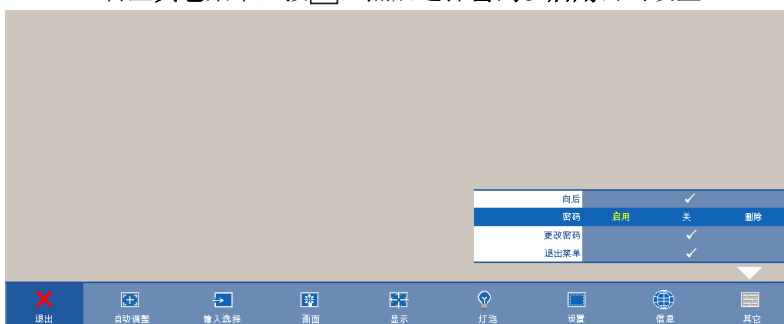 向后 ✓
密码 启用 关 删除
更改密码 ✓
退出菜单 ✓
退出 自动调整 输入选择 画面 显示 灯泡 设置 信息 其它